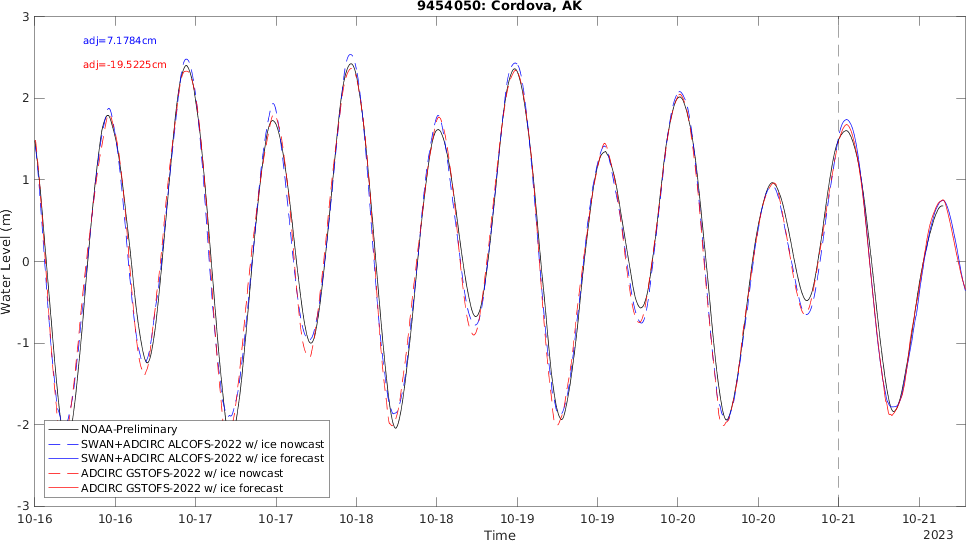 9454050: Cordova, AK
adj=7.1784cm
adj=-19.5225cm
3
2
1
0
-1
-2
-3
Water Level (m)
NOAA-Preliminary
SWAN+ADCIRC ALCOFS-2022 w/ ice nowcast
SWAN+ADCIRC ALCOFS-2022 w/ ice forecast
ADCIRC GSTOFS-2022 w/ ice nowcast
ADCIRC GSTOFS-2022 w/ ice forecast
10-16 10-16 10-17 10-17 10-18 10-18 10-19 10-19 10-20 10-20 10-21 10-21
Time
2023